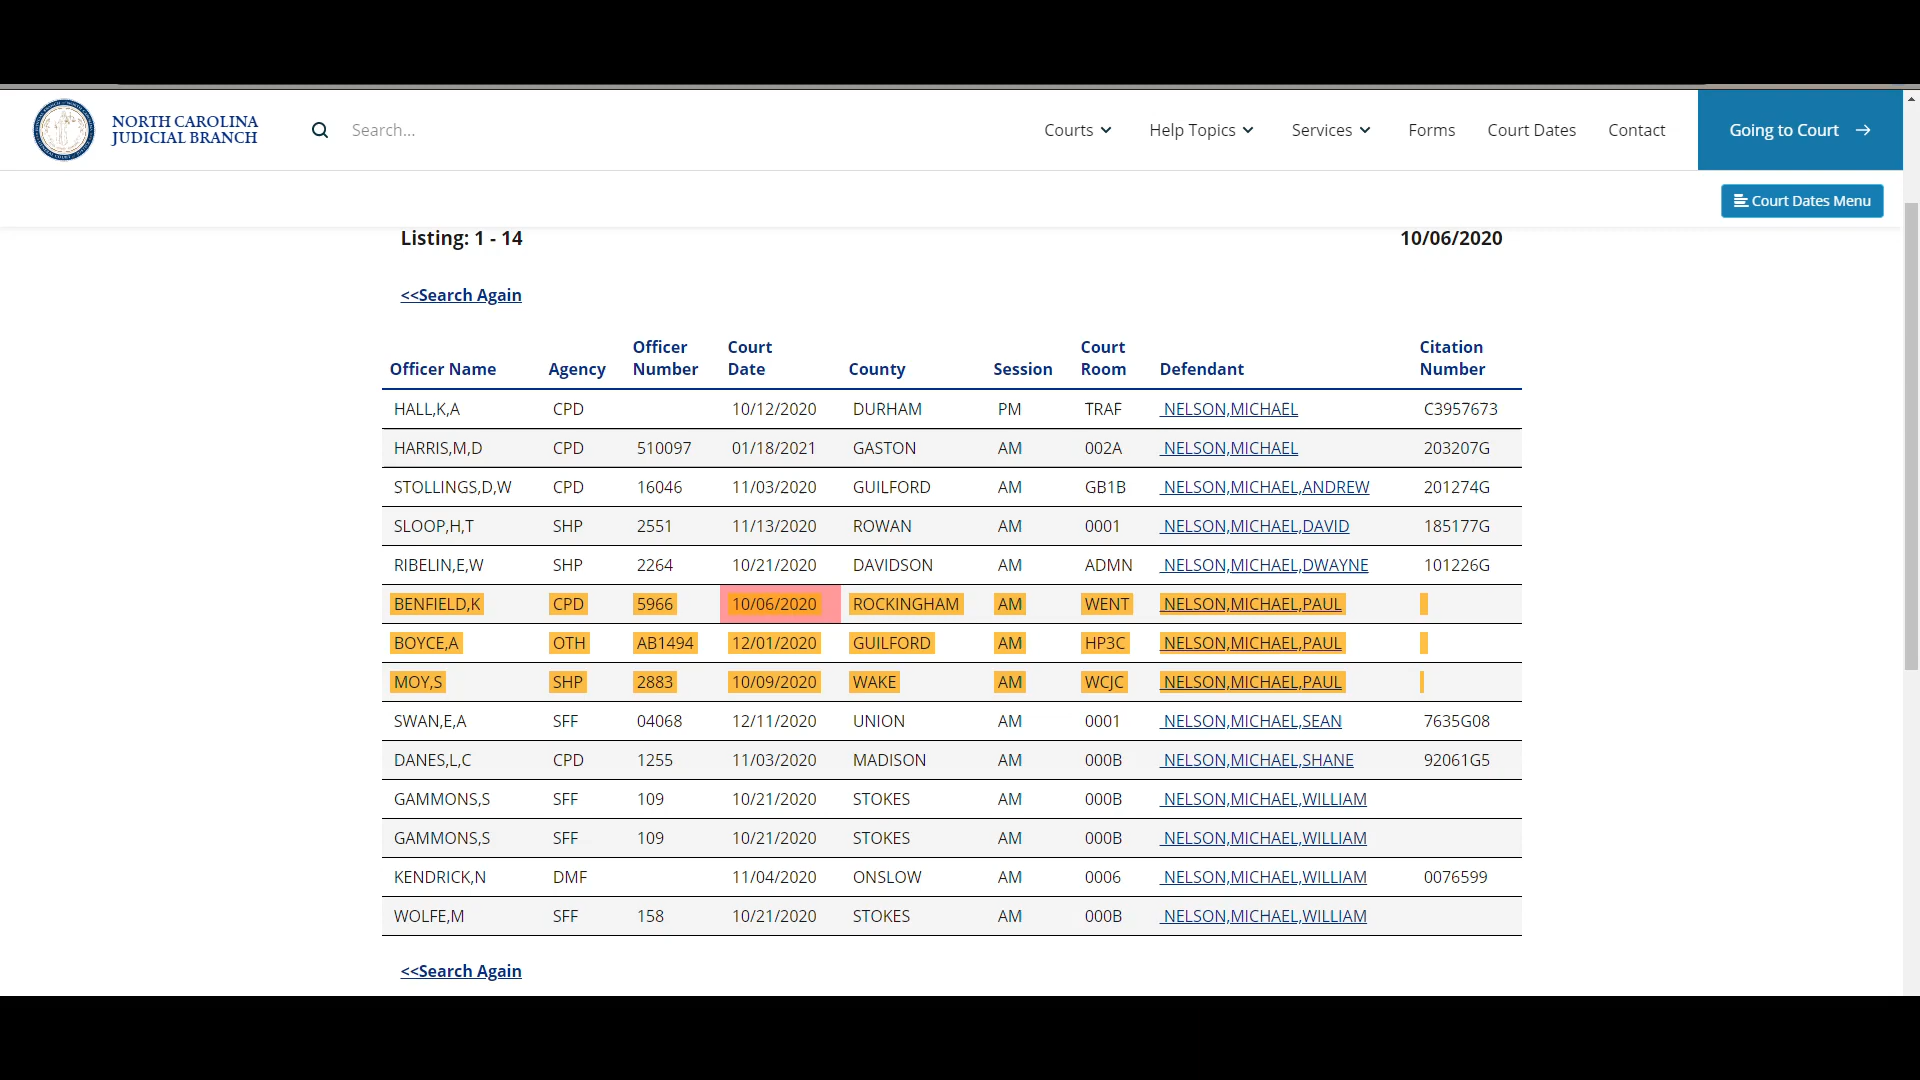 NORTH CAROLINA
JUDICIAL BRANCH
Search...
Courts Help Topics Services Forms Court Dates Contact Going to Court →
Court Dates Menu
Listing: 1 - 14 10/06/2020
<<Search Again
Officer Name Agency Officer Number Court Date County Session Court Room Defendant Citation Number
HALL,K,A CPD 10/12/2020 DURHAM PM TRAF NELSON,MICHAEL C3957673
HARRIS,M,D CPD 510097 01/18/2021 GASTON AM 002A NELSON,MICHAEL 203207G
STOLLINGS,D,W CPD 16046 11/03/2020 GUILFORD AM GB1B NELSON,MICHAEL,ANDREW 201274G
SLOOP,H,T SHP 2551 11/13/2020 ROWAN AM 0001 NELSON,MICHAEL,DAVID 185177G
RIBELIN,E,W SHP 2264 10/21/2020 DAVIDSON AM ADMN NELSON,MICHAEL,DWAYNE 101226G
BENFIELD,K CPD 5966 10/06/2020 ROCKINGHAM AM WENT NELSON,MICHAEL,PAUL
BOYCE,A OTH AB1494 12/01/2020 GUILFORD AM HP3C NELSON,MICHAEL,PAUL
MOY,S SHP 2883 10/09/2020 WAKE AM WCJC NELSON,MICHAEL,PAUL
SWAN,E,A SFF 04068 12/11/2020 UNION AM 0001 NELSON,MICHAEL,SEAN 7635G08
DANES,L,C CPD 1255 11/03/2020 MADISON AM 000B NELSON,MICHAEL,SHANE 92061G5
GAMMONS,S SFF 109 10/21/2020 STOKES AM 000B NELSON,MICHAEL,WILLIAM
GAMMONS,S SFF 109 10/21/2020 STOKES AM 000B NELSON,MICHAEL,WILLIAM
KENDRICK,N DMF 11/04/2020 ONSLOW AM 0006 NELSON,MICHAEL,WILLIAM 0076599
WOLFE,M SFF 158 10/21/2020 STOKES AM 000B NELSON,MICHAEL,WILLIAM
<<Search Again